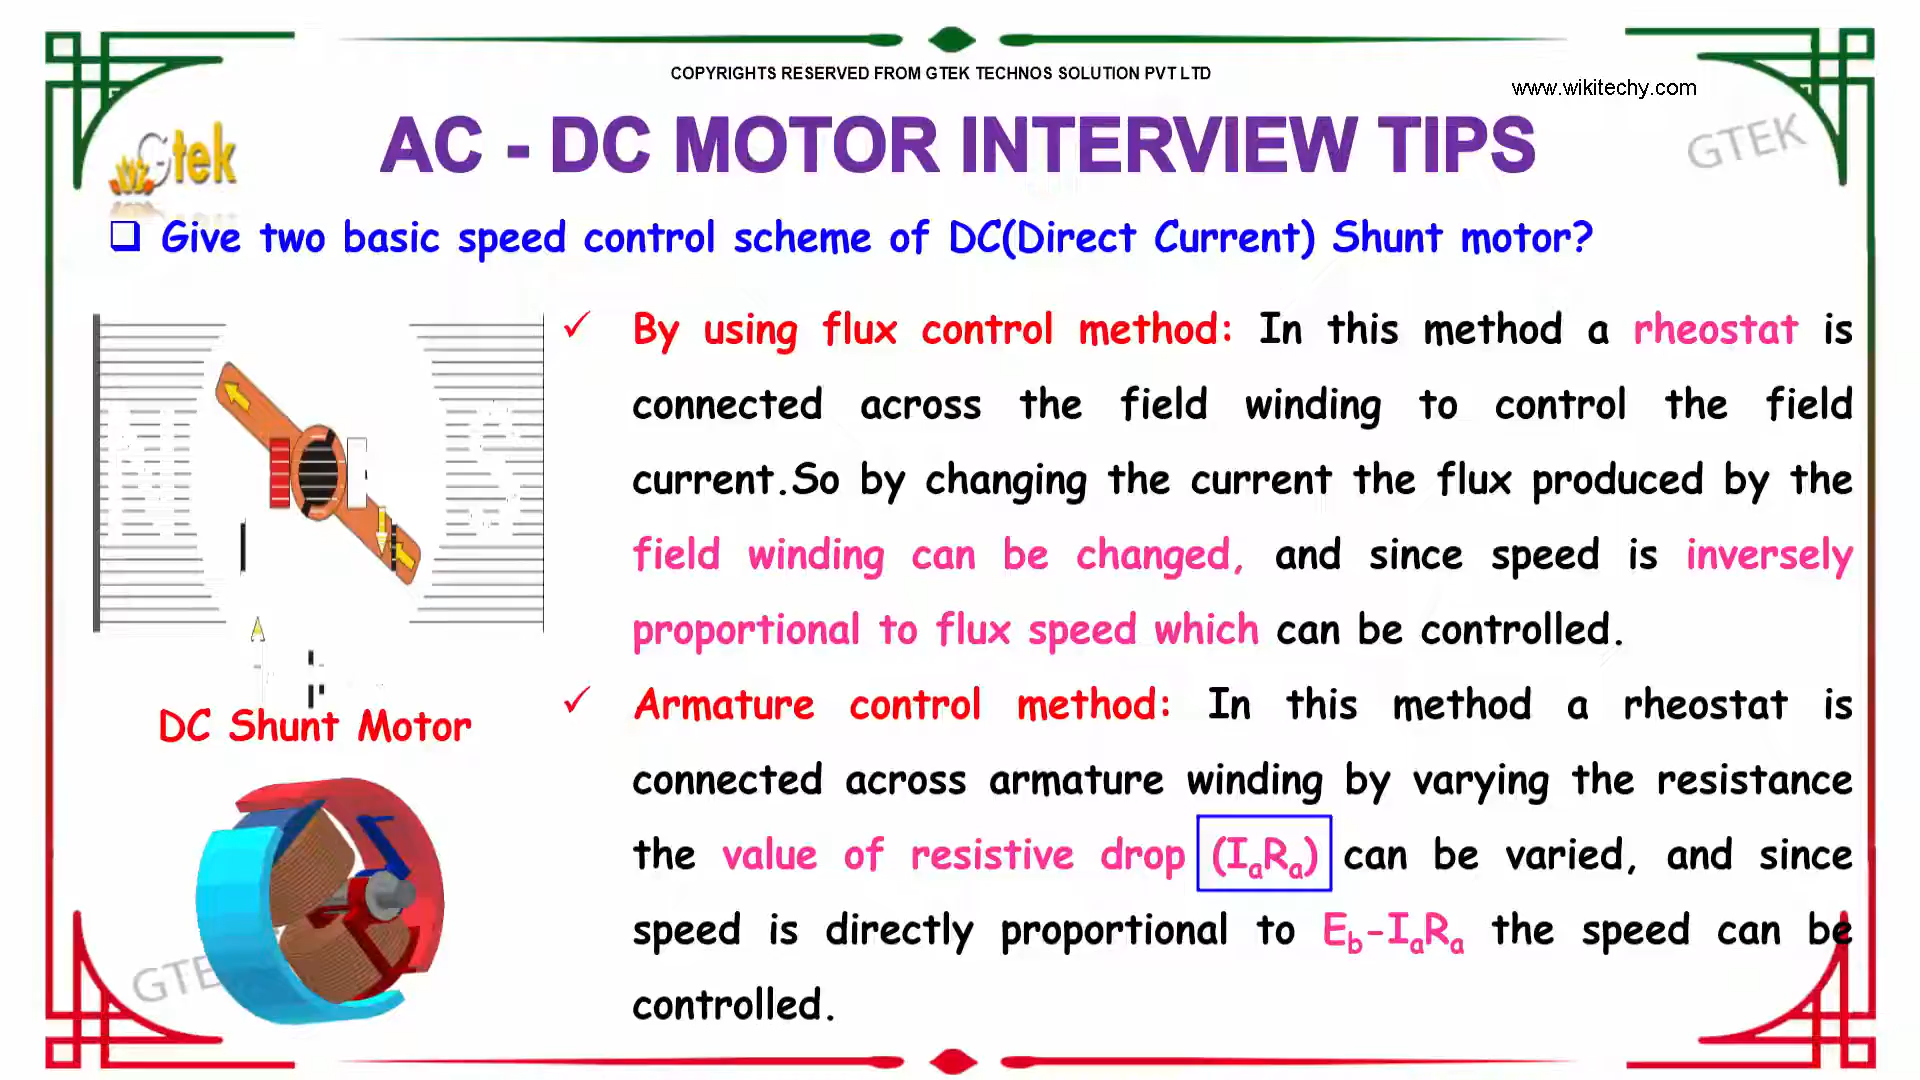 COPYRIGHTS RESERVED FROM GTEK TECHNOS SOLUTION PVT LTD
www.wikitechy.com
Gtek
AC - DC MOTOR INTERVIEW TIPS
GTEK
Give two basic speed control scheme of DC(Direct Current) Shunt motor?
By using flux control method: In this method a rheostat is
connected across the field winding to control the field
current.So by changing the current the flux produced by the
field winding can be changed, and since speed is inversely
proportional to flux speed which can be controlled.
DC Shunt Motor
Armature control method: In this method a rheostat is
connected across armature winding by varying the resistance
the value of resistive drop (IaRa) can be varied, and since
speed is directly proportional to Eb-IaRa the speed can be
controlled.
GTE